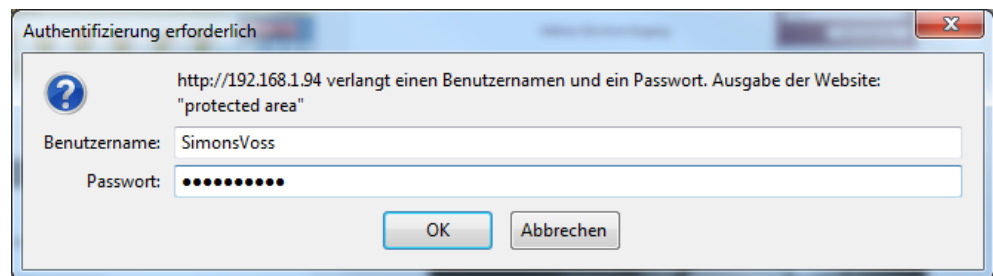 Authentifizierung erforderlich
http://192.168.1.94 verlangt einen Benutzernamen und ein Passwort. Ausgabe der Website:
"protected area"
Benutzername: SimonsVoss
Passwort: ●●●●●●●●●●
OK Abbrechen